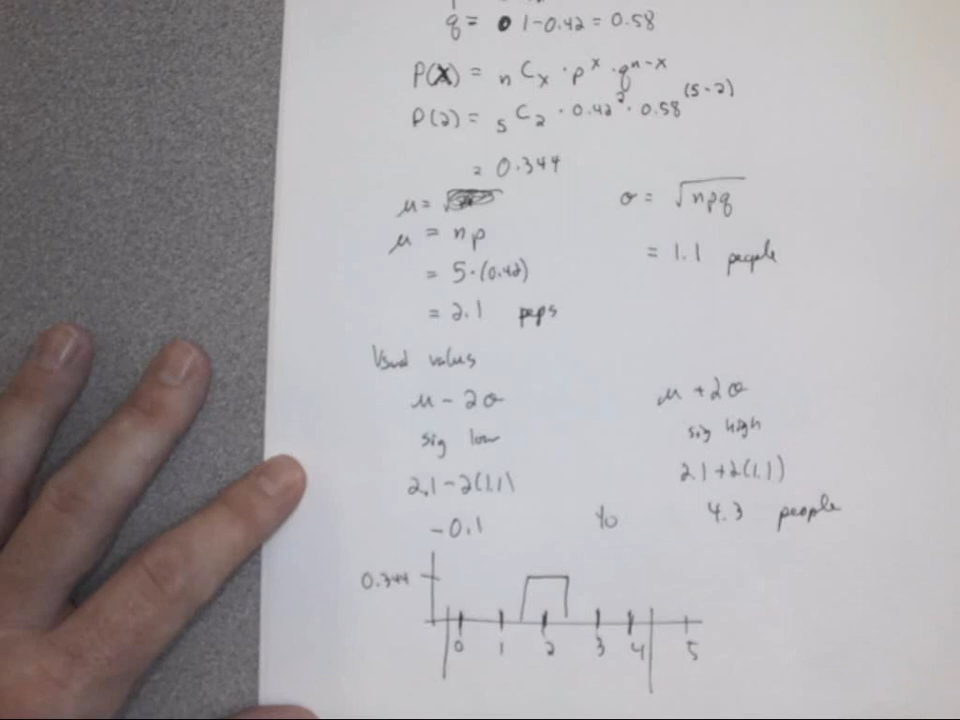 q = 1-0.42 = 0.58
P(X) = nCx · p^x · q^n-x
P(2) = 5C2 · 0.42^2 · 0.58^(5-2)
= 0.344
μ = σ = √npq
μ = np
= 1.1 people
= 5·(0.42)
= 2.1 peps
Usual values
μ - 2σ μ + 2σ
sig low sig high
2.1-2(1.1) 2.1+2(1.1)
-0.1 to 4.3 people
0.344
0 1 2 3 4 5